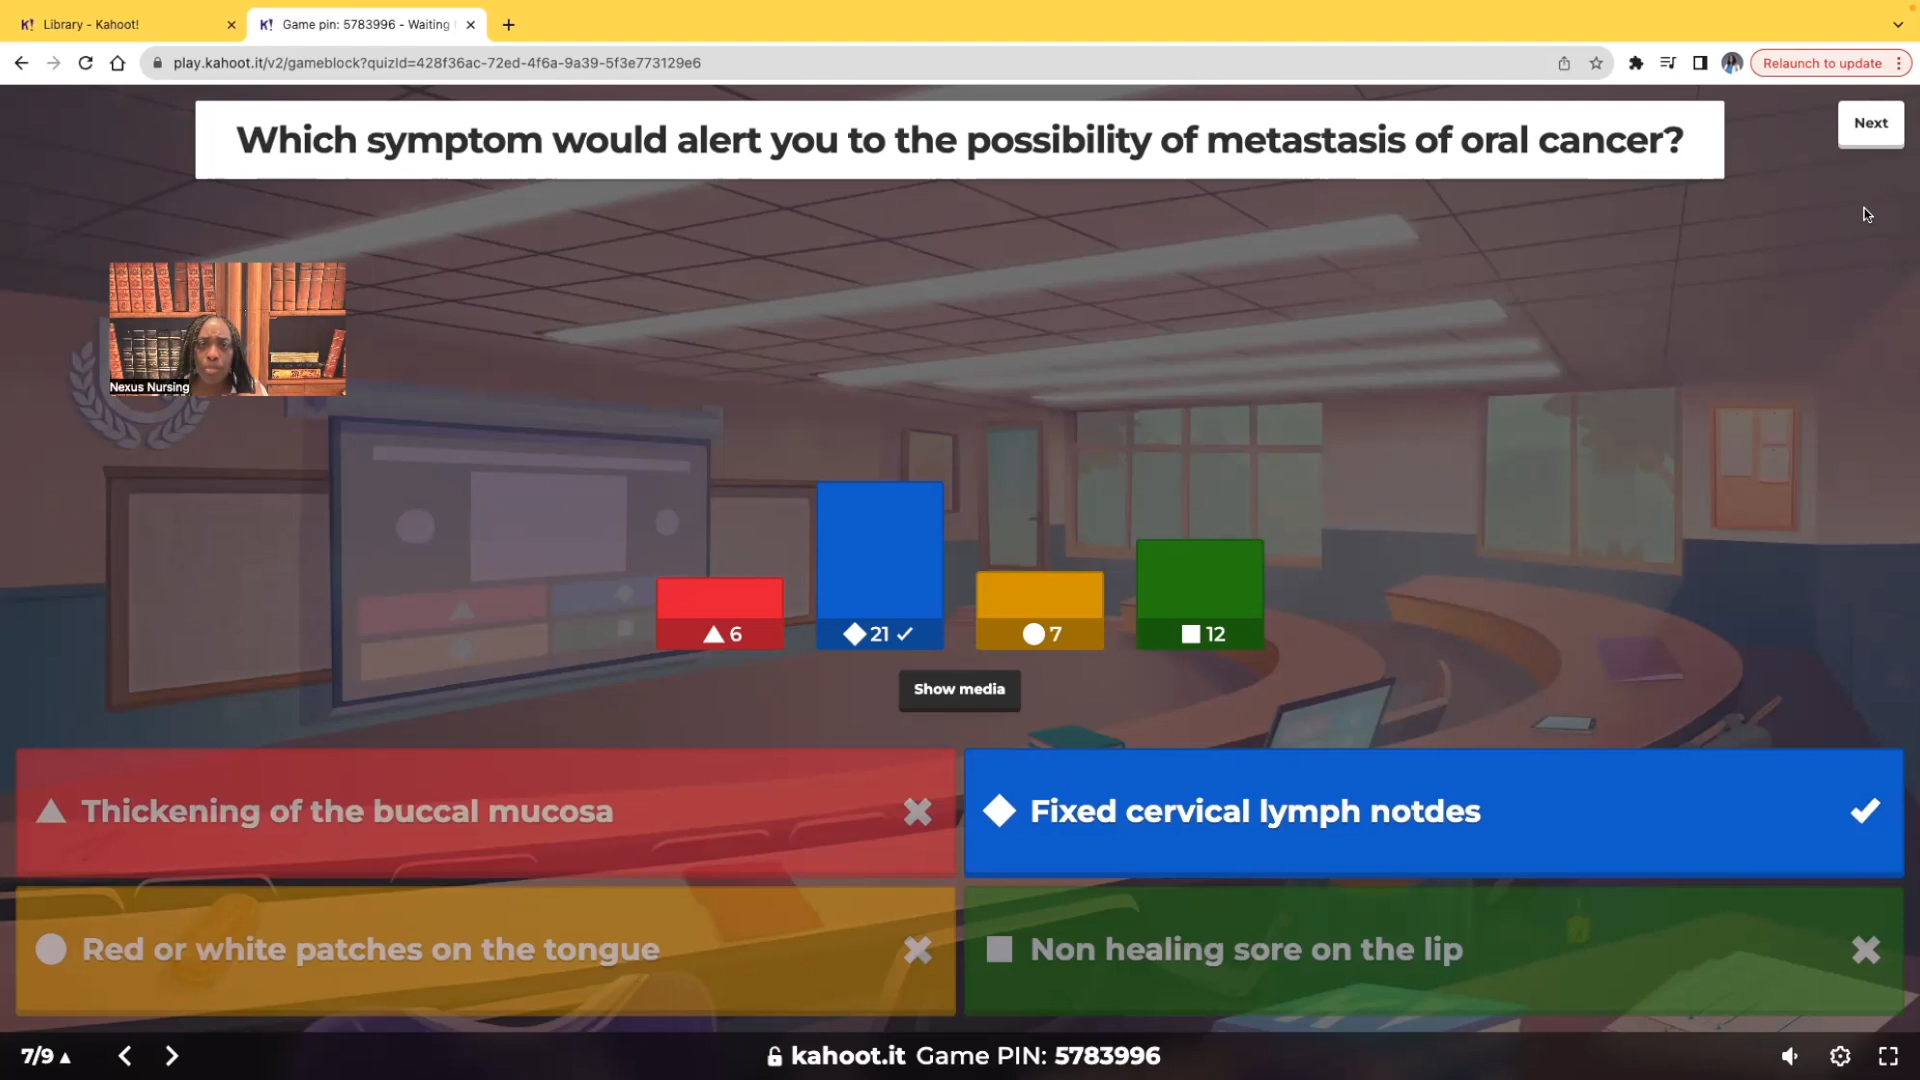 Library - Kahoot!
Game pin: 5783996 - Waiting
play.kahoot.it/v2/gameblock?quizId=428f36ac-72ed-4f6a-9a39-5f3e773129e6
Relaunch to update
Which symptom would alert you to the possibility of metastasis of oral cancer?
Next
Nexus Nursing
6
21
7
12
Show media
Thickening of the buccal mucosa
Fixed cervical lymph notdes
Red or white patches on the tongue
Non healing sore on the lip
7/9
kahoot.it Game PIN: 5783996